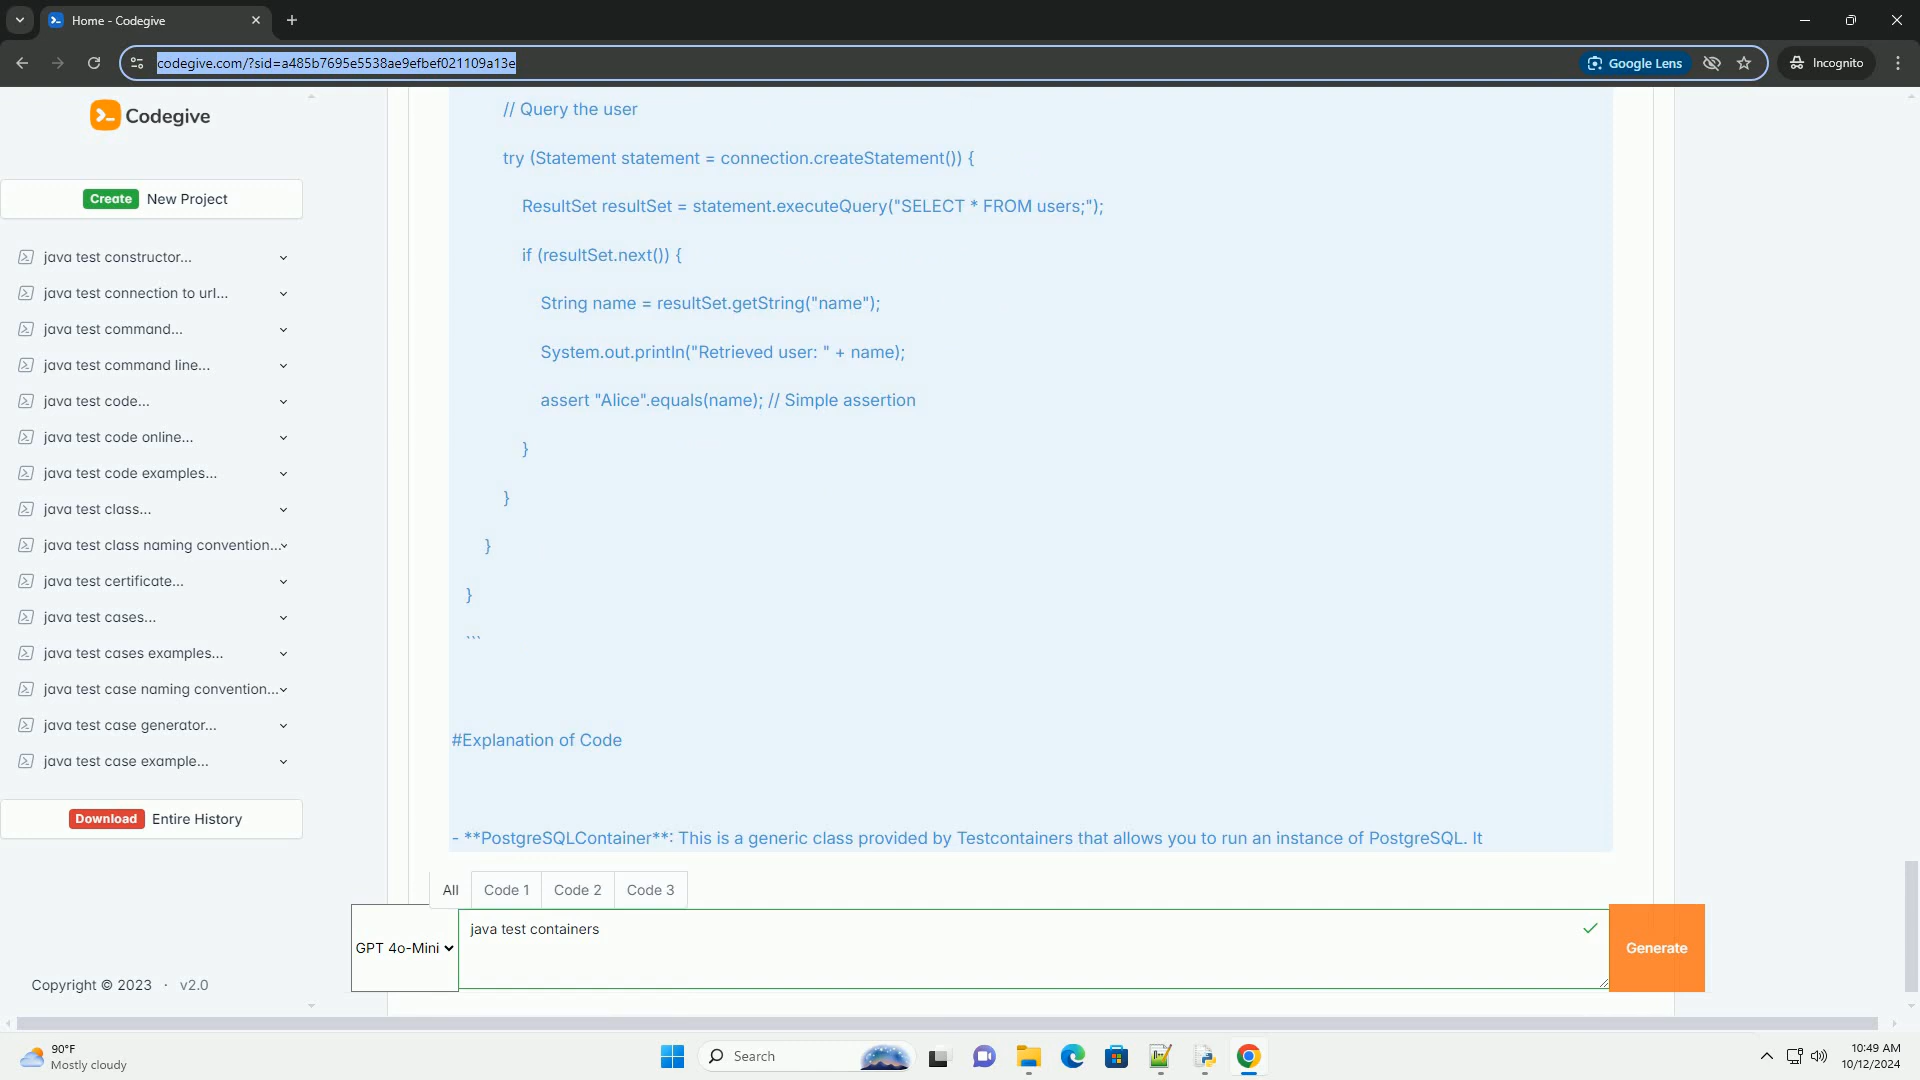 Home - Codegive
codegive.com/?sid=a485b7695e5538ae9efbef021109a13e
Google Lens
Incognito
Codegive
Create New Project
java test constructor...
java test connection to url...
java test command...
java test command line...
java test code...
java test code online...
java test code examples...
java test class...
java test class naming convention...
java test certificate...
java test cases...
java test cases examples...
java test case naming convention...
java test case generator...
java test case example...
Download Entire History
Copyright © 2023 · v2.0
// Query the user
try (Statement statement = connection.createStatement()) {
ResultSet resultSet = statement.executeQuery("SELECT * FROM users;");
if (resultSet.next()) {
String name = resultSet.getString("name");
System.out.println("Retrieved user: " + name);
assert "Alice".equals(name); // Simple assertion
}
}
}
}
```
#Explanation of Code
- **PostgreSQLContainer**: This is a generic class provided by Testcontainers that allows you to run an instance of PostgreSQL. It
All Code 1 Code 2 Code 3
GPT 4o-Mini
java test containers
Generate
90°F
Mostly cloudy
Search
10:49 AM
10/12/2024